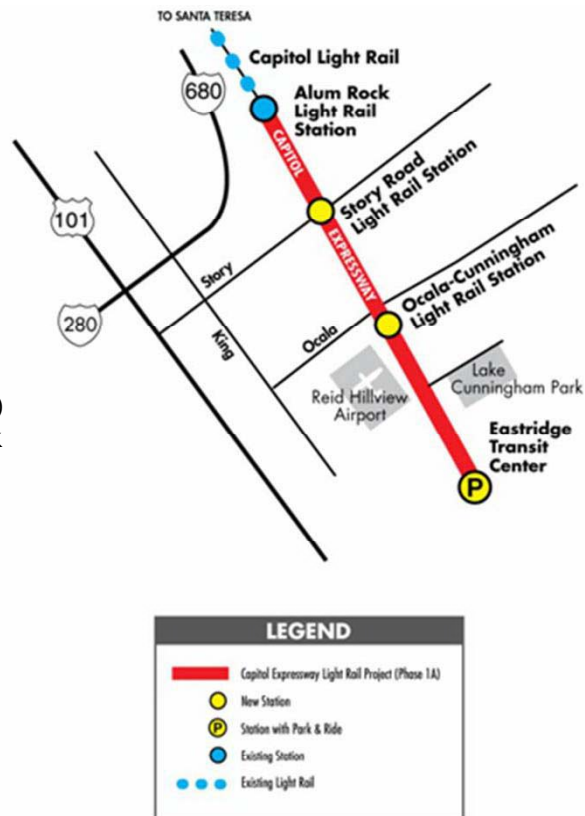 TO SANTA TERESA
Capitol Light Rail
680
Alum Rock
Light Rail
Station
CAPITOL
101
Story Road
Light Rail Station
EXPRESSWAY
Story
280
King
Ocala-Cunningham
Light Rail Station
Ocala
Lake
Cunningham Park
Reid Hillview
Airport
Eastridge
Transit
Center
P
LEGEND
Capitol Expressway Light Rail Project (Phase 1A)
New Station
P
Station with Park & Ride
Existing Station
Existing Light Rail